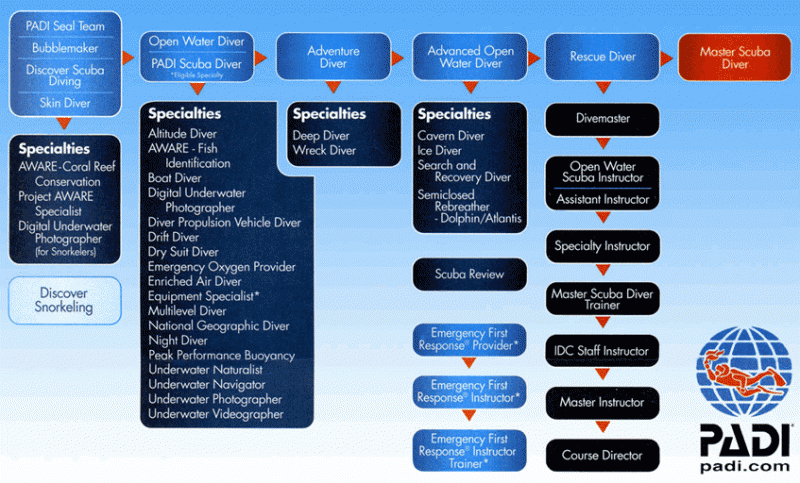 PADI Seal Team
Bubblemaker
Discover Scuba
Diving
Skin Diver
Specialties
AWARE-Coral Reef
Conservation
Project AWARE
Specialist
Digital Underwater
Photographer
(for Snorkelers)
Discover
Snorkeling
Open Water Diver
PADI Scuba Diver
*Eligible Specialty
Specialties
Altitude Diver
AWARE - Fish
Identification
Boat Diver
Digital Underwater
Photographer
Diver Propulsion Vehicle Diver
Drift Diver
Dry Suit Diver
Emergency Oxygen Provider
Enriched Air Diver
Equipment Specialist*
Multilevel Diver
National Geographic Diver
Night Diver
Peak Performance Buoyancy
Underwater Naturalist
Underwater Navigator
Underwater Photographer
Underwater Videographer
Adventure
Diver
Specialties
Deep Diver
Wreck Diver
Advanced Open
Water Diver
Specialties
Cavern Diver
Ice Diver
Search and
Recovery Diver
Semiclosed
Rebreather
- Dolphin/Atlantis
Scuba Review
Emergency First
Response® Provider*
Emergency First
Response® Instructor*
Emergency First
Response® Instructor
Trainer*
Rescue Diver
Divemaster
Open Water
Scuba Instructor
Assistant Instructor
Specialty Instructor
Master Scuba Diver
Trainer
IDC Staff Instructor
Master Instructor
Course Director
Master Scuba
Diver
PADI
padi.com